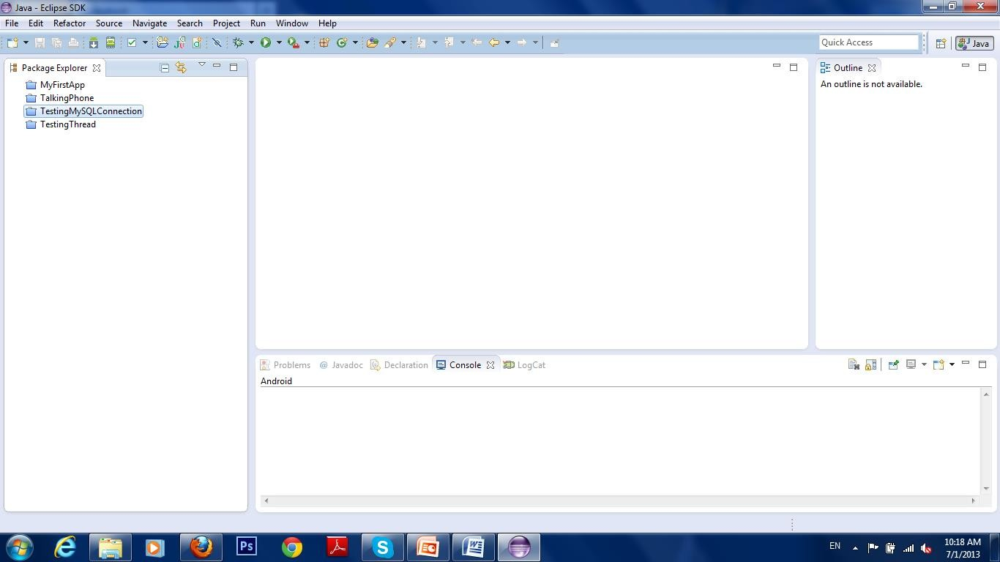 Java - Eclipse SDK
File Edit Refactor Source Navigate Search Project Run Window Help
Quick Access
Java
Package Explorer
MyFirstApp
TalkingPhone
TestingMySQLConnection
TestingThread
Outline
An outline is not available.
Problems @ Javadoc Declaration Console LogCat
Android
Ps
EN
10:18 AM
7/1/2013